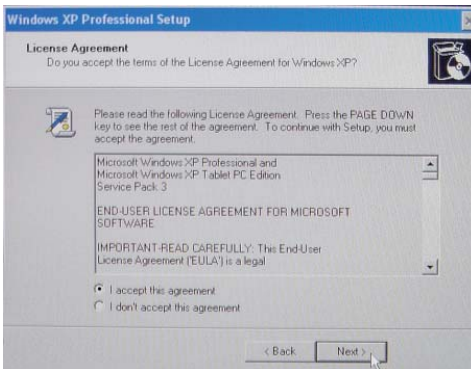 Windows XP Professional Setup
License Agreement
Do you accept the terms of the License Agreement for Windows XP?
Please read the following License Agreement. Press the PAGE DOWN
key to see the rest of the agreement. To continue with Setup, you must
accept the agreement.
Microsoft Windows XP Professional and
Microsoft Windows XP Tablet PC Edition
Service Pack 3
END-USER LICENSE AGREEMENT FOR MICROSOFT
SOFTWARE
IMPORTANT-READ CAREFULLY: This End-User
License Agreement ('EULA') is a legal
I accept this agreement
I don't accept this agreement
< Back
Next >